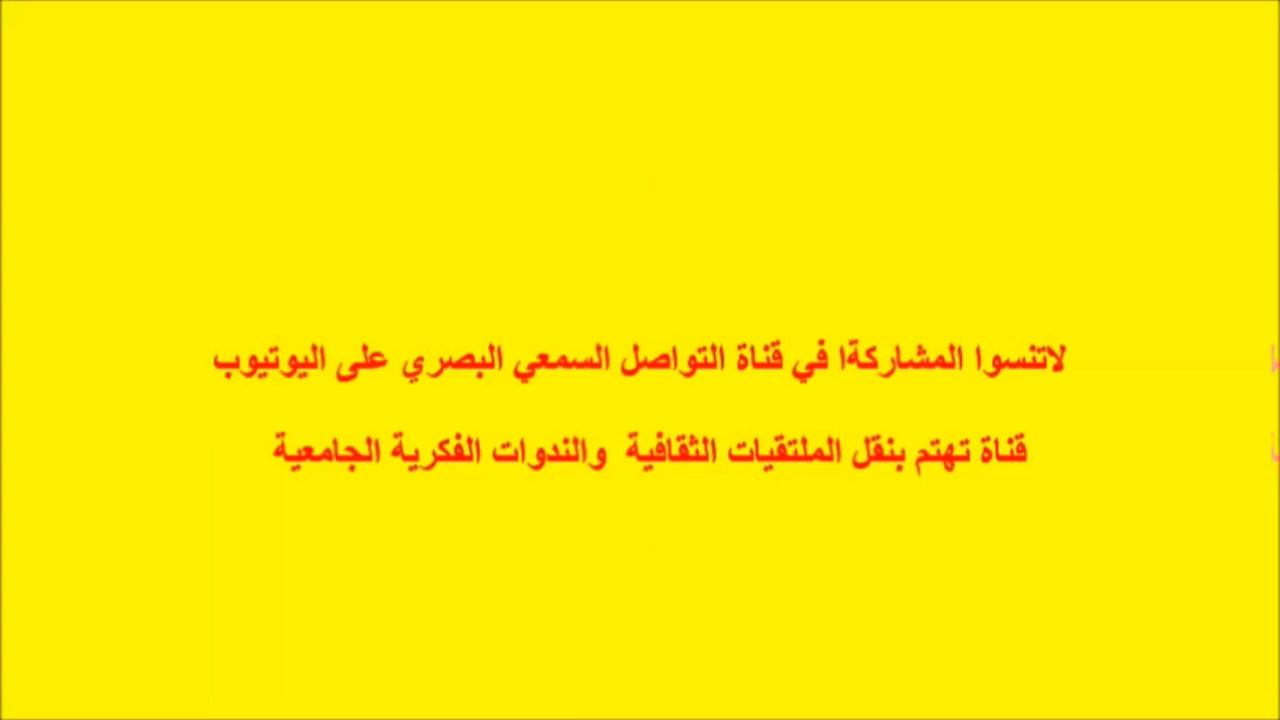 لاتنسوا المشاركةا في قناة التواصل السمعي البصري على اليوتيوب
قناة تهتم بنقل الملتقيات الثقافية والندوات الفكرية الجامعية